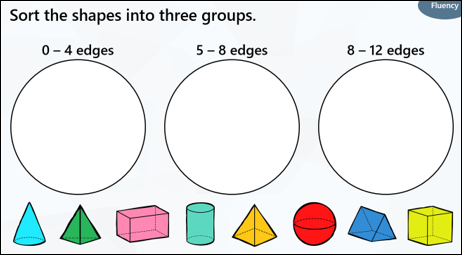 Fluency
Sort the shapes into three groups.
0 – 4 edges
5 – 8 edges
8 – 12 edges